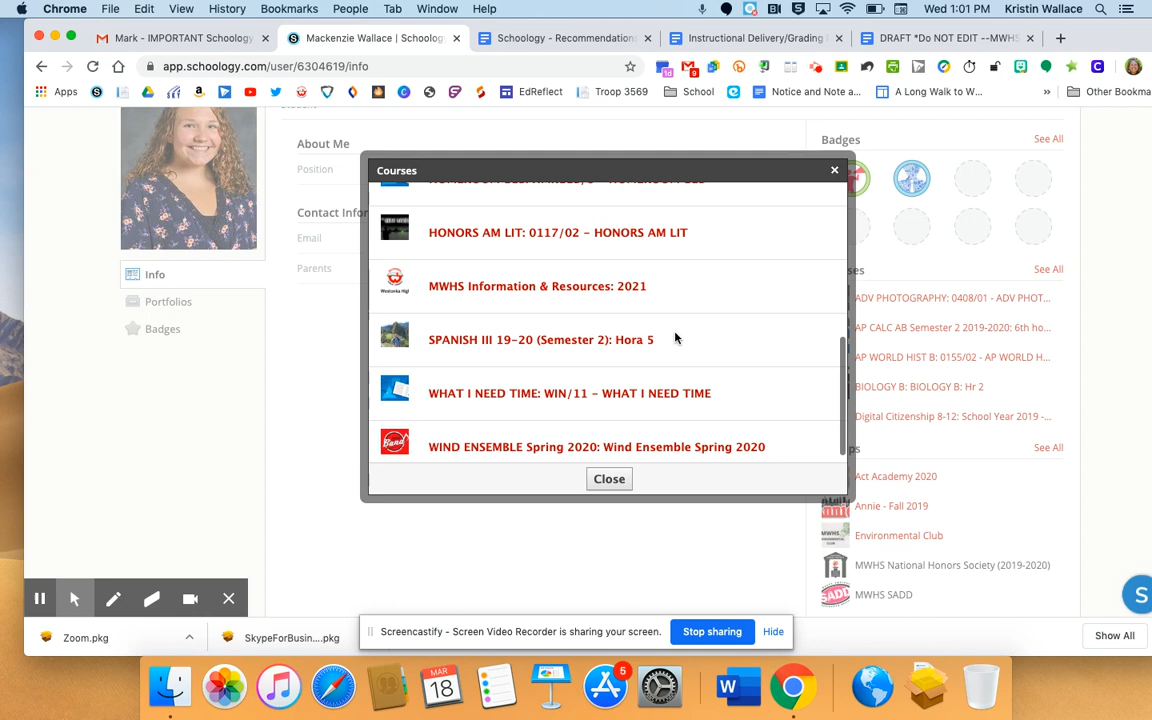 Chrome File Edit View History Bookmarks People Tab Window Help Wed 1:01 PM Kristin Wallace
Mark - IMPORTANT Schoology Mackenzie Wallace | Schoology Schoology - Recommendations Instructional Delivery/Grading DRAFT *Do NOT EDIT --MWHS
app.schoology.com/user/6304619/info
1d 9
Apps EdReflect Troop 3569 School Notice and Note a... A Long Walk to W... » Other Bookma
About Me
Position
Contact Infor
Email
Parents
Info
Portfolios
Badges
Courses
HONORS AM LIT: 0117/02 - HONORS AM LIT
MWHS Information & Resources: 2021
SPANISH III 19-20 (Semester 2): Hora 5
WHAT I NEED TIME: WIN/11 - WHAT I NEED TIME
Band
WIND ENSEMBLE Spring 2020: Wind Ensemble Spring 2020
Close
Badges See All
ses See All
ADV PHOTOGRAPHY: 0408/01 - ADV PHOT...
AP CALC AB Semester 2 2019-2020: 6th ho...
AP WORLD HIST B: 0155/02 - AP WORLD H...
BIOLOGY B: BIOLOGY B: Hr 2
Digital Citizenship 8-12: School Year 2019 -...
ps See All
Act Academy 2020
Annie - Fall 2019
Environmental Club
MWHS National Honors Society (2019-2020)
MWHS SADD
S
Screencastify - Screen Video Recorder is sharing your screen. Stop sharing Hide
Zoom.pkg SkypeForBusin....pkg Show All
MAR
18
5
W